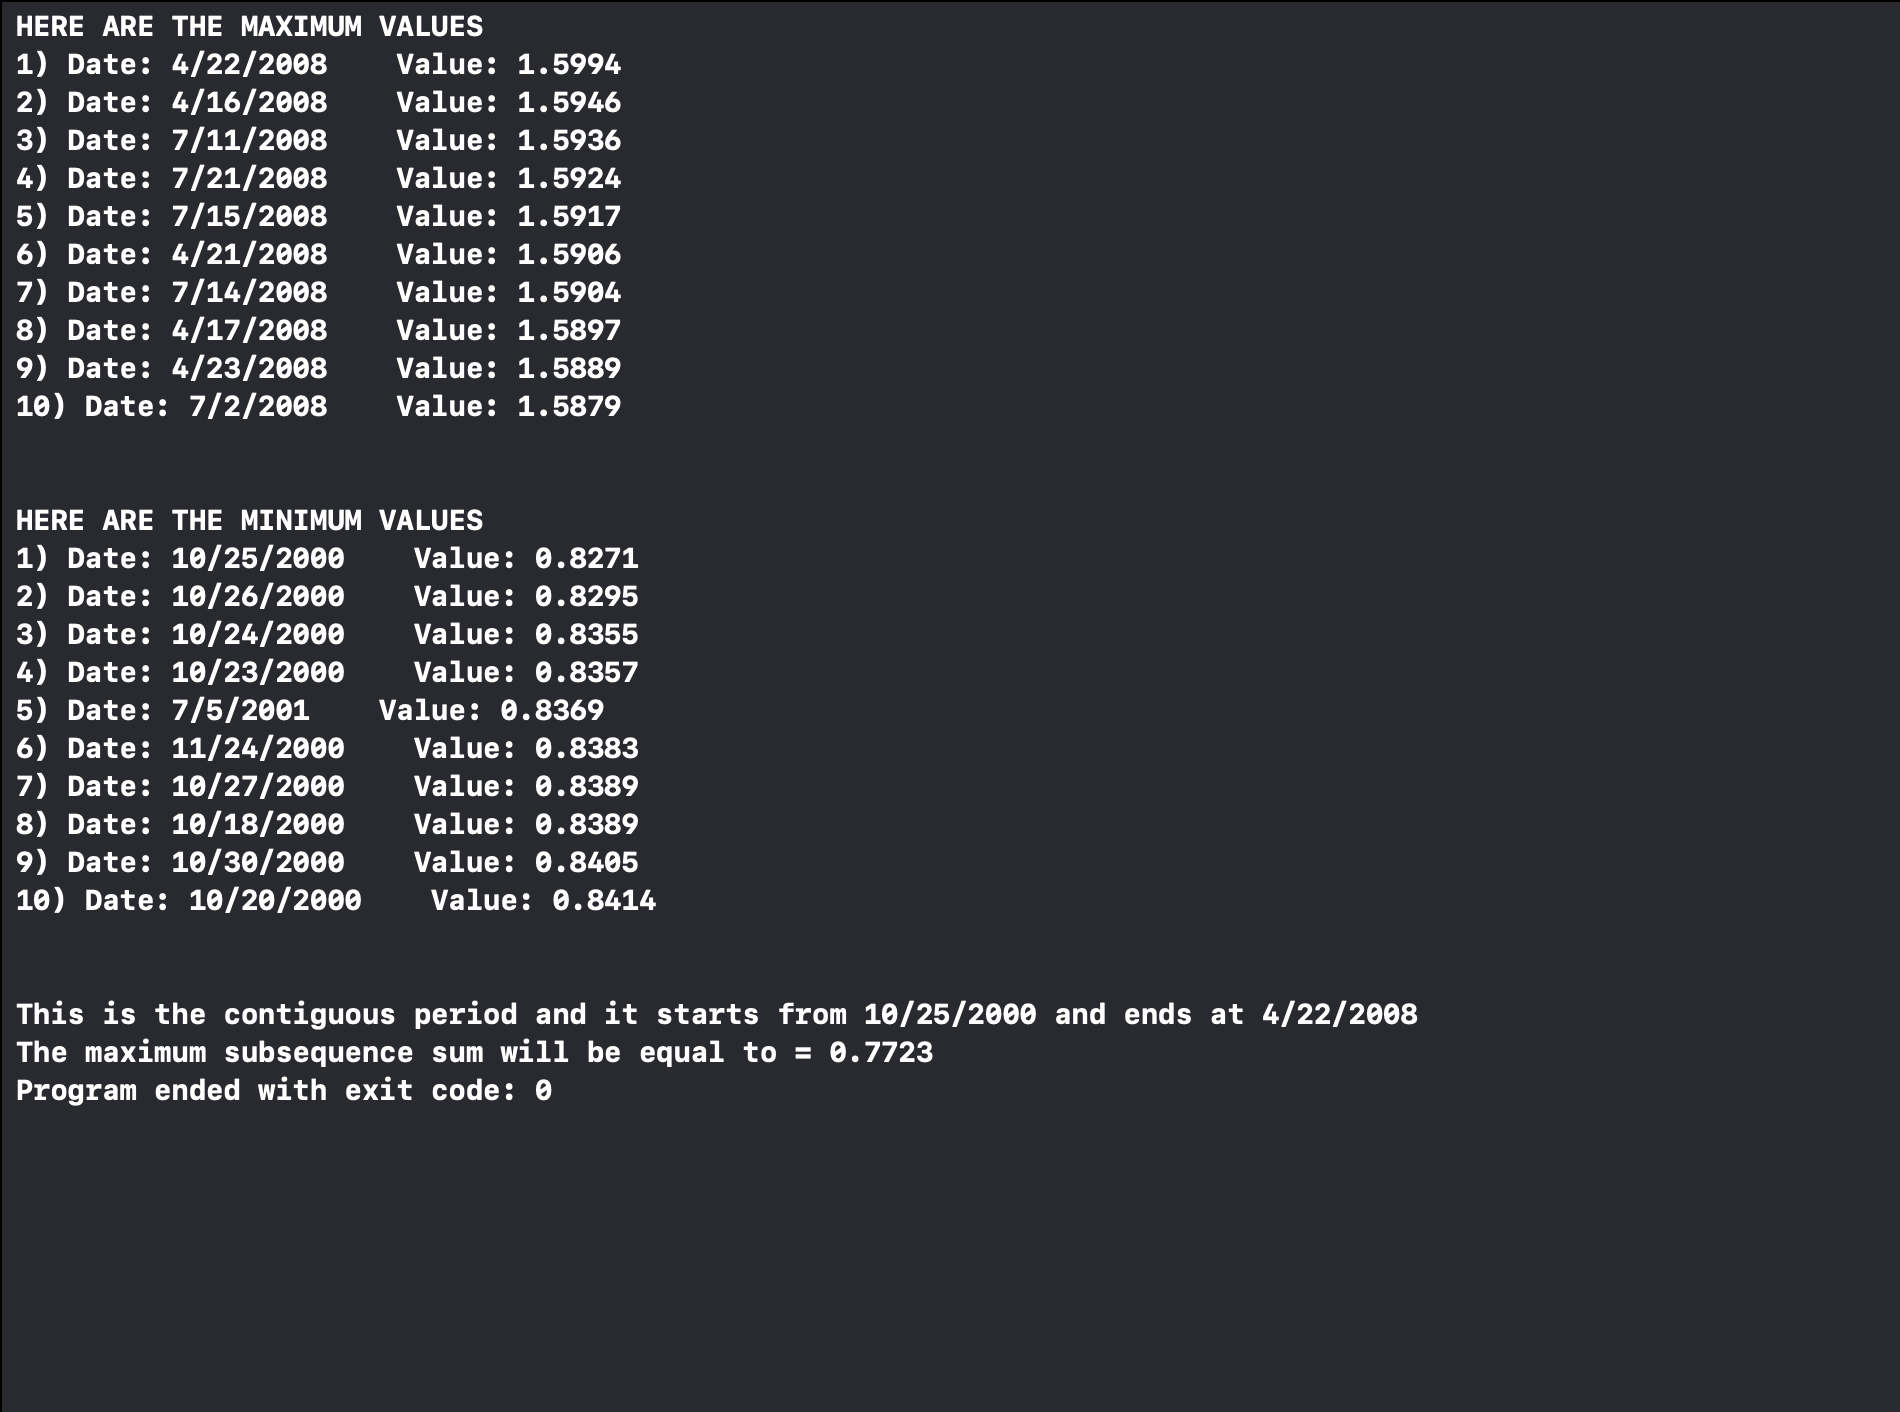 HERE ARE THE MAXIMUM VALUES
1) Date: 4/22/2008    Value: 1.5994
2) Date: 4/16/2008    Value: 1.5946
3) Date: 7/11/2008    Value: 1.5936
4) Date: 7/21/2008    Value: 1.5924
5) Date: 7/15/2008    Value: 1.5917
6) Date: 4/21/2008    Value: 1.5906
7) Date: 7/14/2008    Value: 1.5904
8) Date: 4/17/2008    Value: 1.5897
9) Date: 4/23/2008    Value: 1.5889
10) Date: 7/2/2008    Value: 1.5879
HERE ARE THE MINIMUM VALUES
1) Date: 10/25/2000    Value: 0.8271
2) Date: 10/26/2000    Value: 0.8295
3) Date: 10/24/2000    Value: 0.8355
4) Date: 10/23/2000    Value: 0.8357
5) Date: 7/5/2001    Value: 0.8369
6) Date: 11/24/2000    Value: 0.8383
7) Date: 10/27/2000    Value: 0.8389
8) Date: 10/18/2000    Value: 0.8389
9) Date: 10/30/2000    Value: 0.8405
10) Date: 10/20/2000    Value: 0.8414
This is the contiguous period and it starts from 10/25/2000 and ends at 4/22/2008
The maximum subsequence sum will be equal to = 0.7723
Program ended with exit code: 0